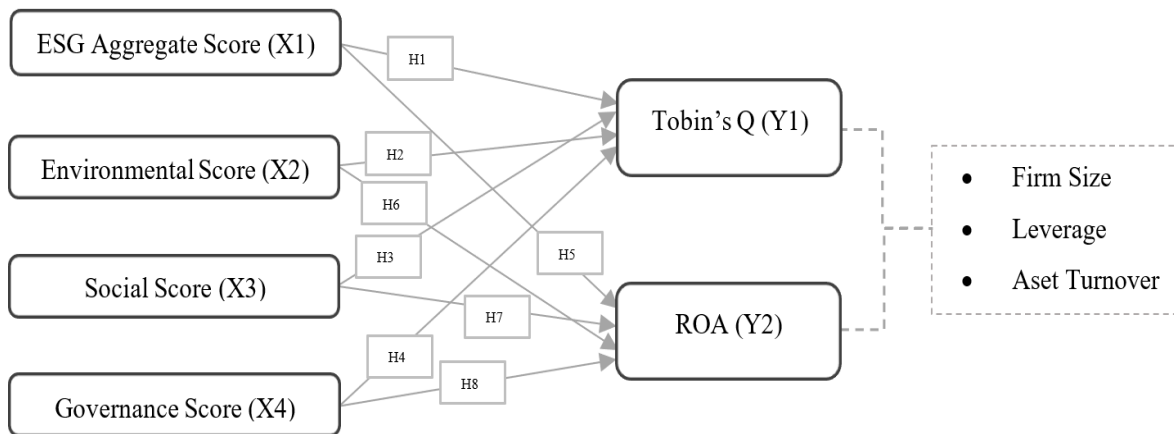 ESG Aggregate Score (X1)
H1
Tobin’s Q (Y1)
Environmental Score (X2)
H2
H6
• Firm Size
• Leverage
• Aset Turnover
H3
H5
Social Score (X3)
H7
ROA (Y2)
H4
H8
Governance Score (X4)